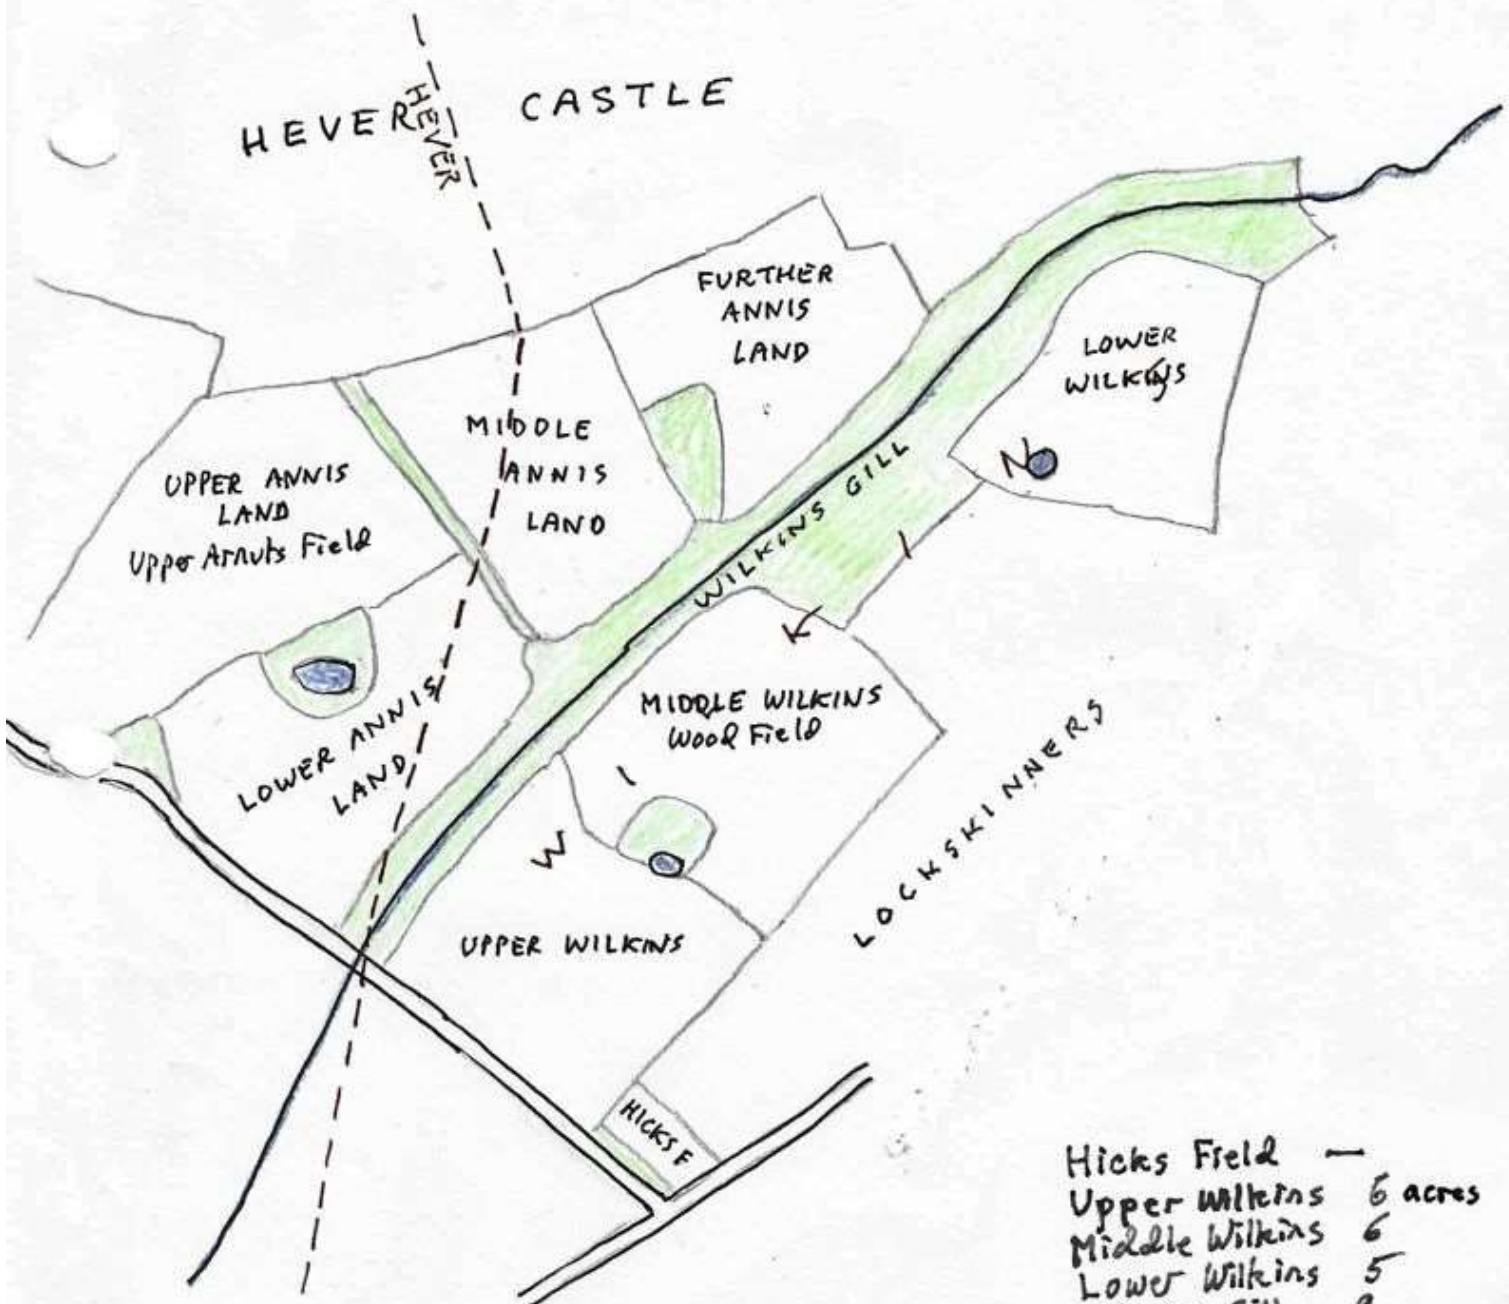 HEVER CASTLE
HEVER
FURTHER
ANNIS
LAND
LOWER
WILKINS
MIDDLE
ANNIS
LAND
UPPER ANNIS
LAND
Upper Arnuts Field
WILKINS GILL
LOWER ANNIS
LAND
MIDDLE WILKINS
Wood Field
W I L K I N
UPPER WILKINS
LOCKSKINNERS
HICKS F
Hicks Field —
Upper Wilkins 6 acres
Middle Wilkins 6
Lower Wilkins 5